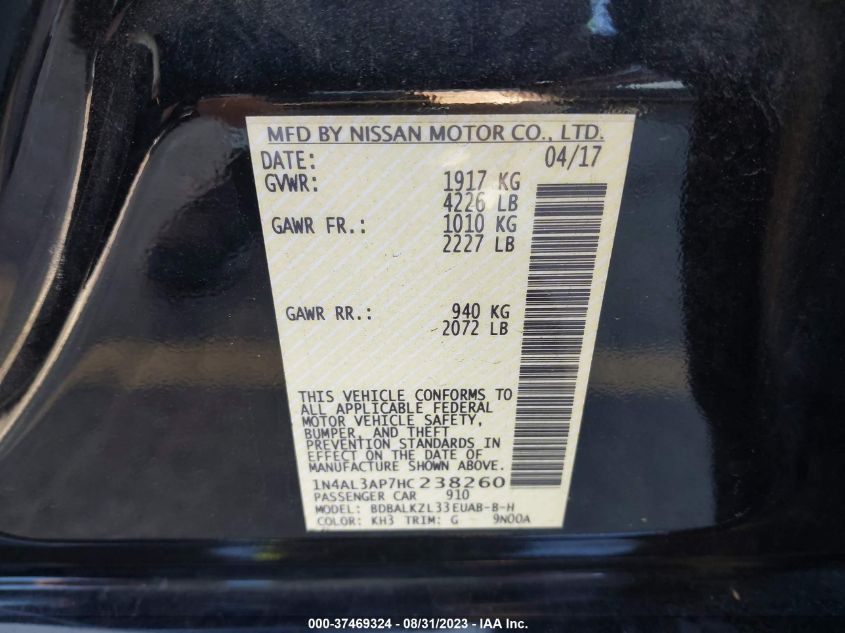 MFD BY NISSAN MOTOR CO., LTD.
DATE: 04/17
GVWR: 1917 KG
4226 LB
GAWR FR.: 1010 KG
2227 LB
GAWR RR.: 940 KG
2072 LB
THIS VEHICLE CONFORMS TO
ALL APPLICABLE FEDERAL
MOTOR VEHICLE SAFETY,
BUMPER, AND THEFT
PREVENTION STANDARDS IN
EFFECT ON THE DATE OF
MANUFACTURE SHOWN ABOVE.
1N4AL3AP7HC238260
PASSENGER CAR 910
MODEL: BDBALKZL33EUAB-B-H
COLOR: KH3 TRIM: G 9N00A
000-37469324 - 08/31/2023 - IAA Inc.